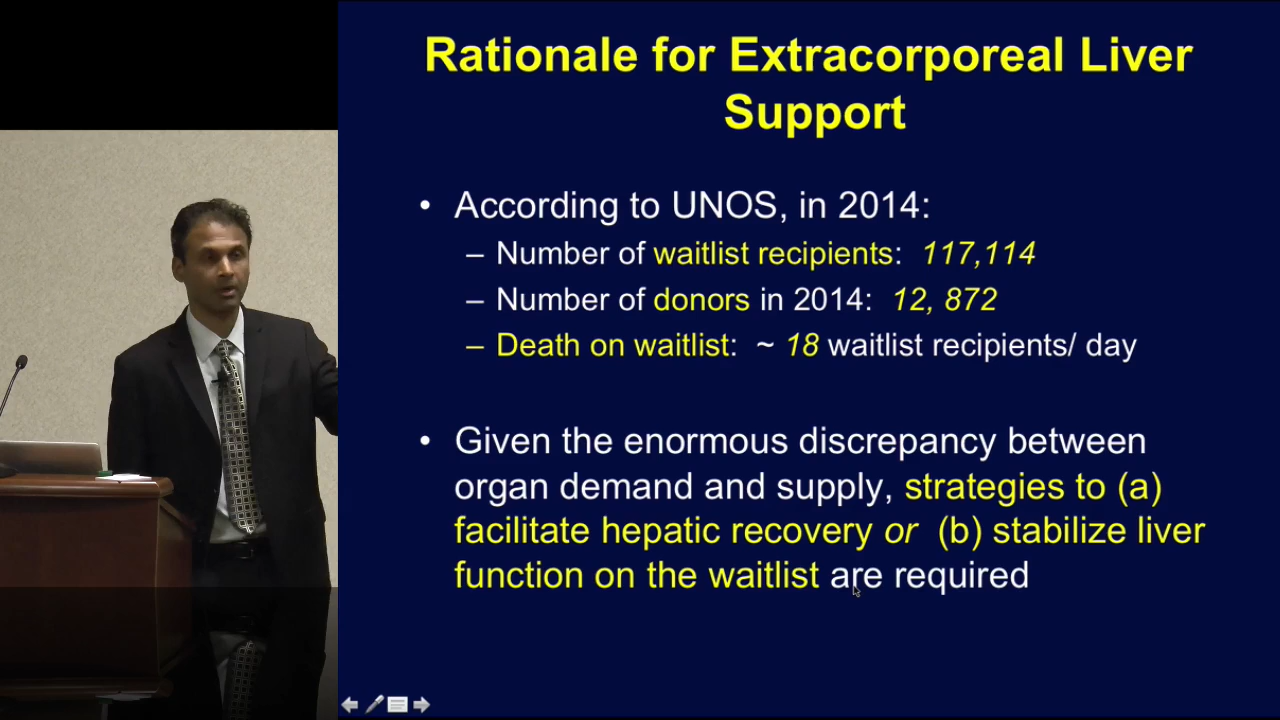 Rationale for Extracorporeal Liver
Support
• According to UNOS, in 2014:
– Number of waitlist recipients: 117,114
– Number of donors in 2014: 12, 872
– Death on waitlist: ~ 18 waitlist recipients/ day
• Given the enormous discrepancy between
organ demand and supply, strategies to (a)
facilitate hepatic recovery or (b) stabilize liver
function on the waitlist are required